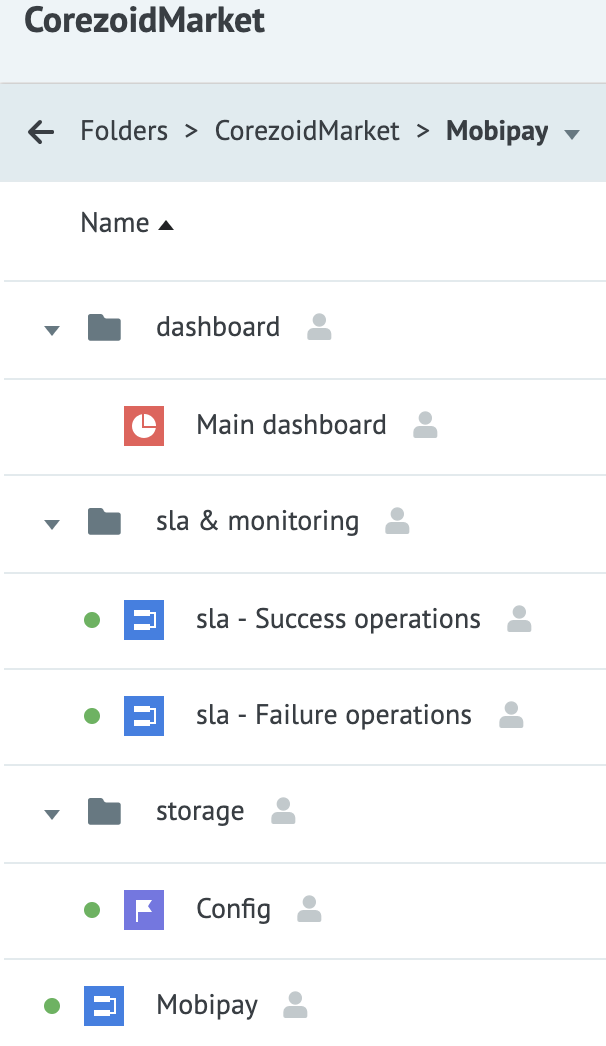 CorezoidMarket
Folders > CorezoidMarket > Mobipay
Name
dashboard
Main dashboard
sla & monitoring
sla - Success operations
sla - Failure operations
storage
Config
Mobipay